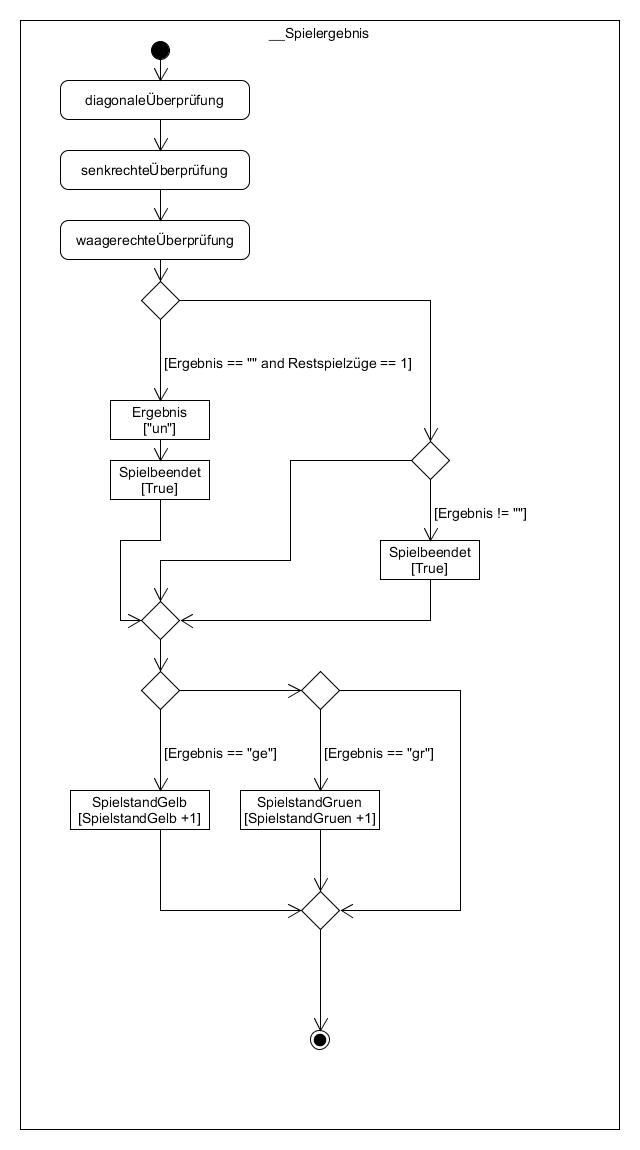 __Spielergebnis
diagonaleÜberprüfung
senkrechteÜberprüfung
waagerechteÜberprüfung
[Ergebnis == "" and Restspielzüge == 1]
Ergebnis
["un"]
Spielbeendet
[True]
[Ergebnis != ""]
Spielbeendet
[True]
[Ergebnis == "ge"]
[Ergebnis == "gr"]
SpielstandGelb
[SpielstandGelb +1]
SpielstandGruen
[SpielstandGruen +1]